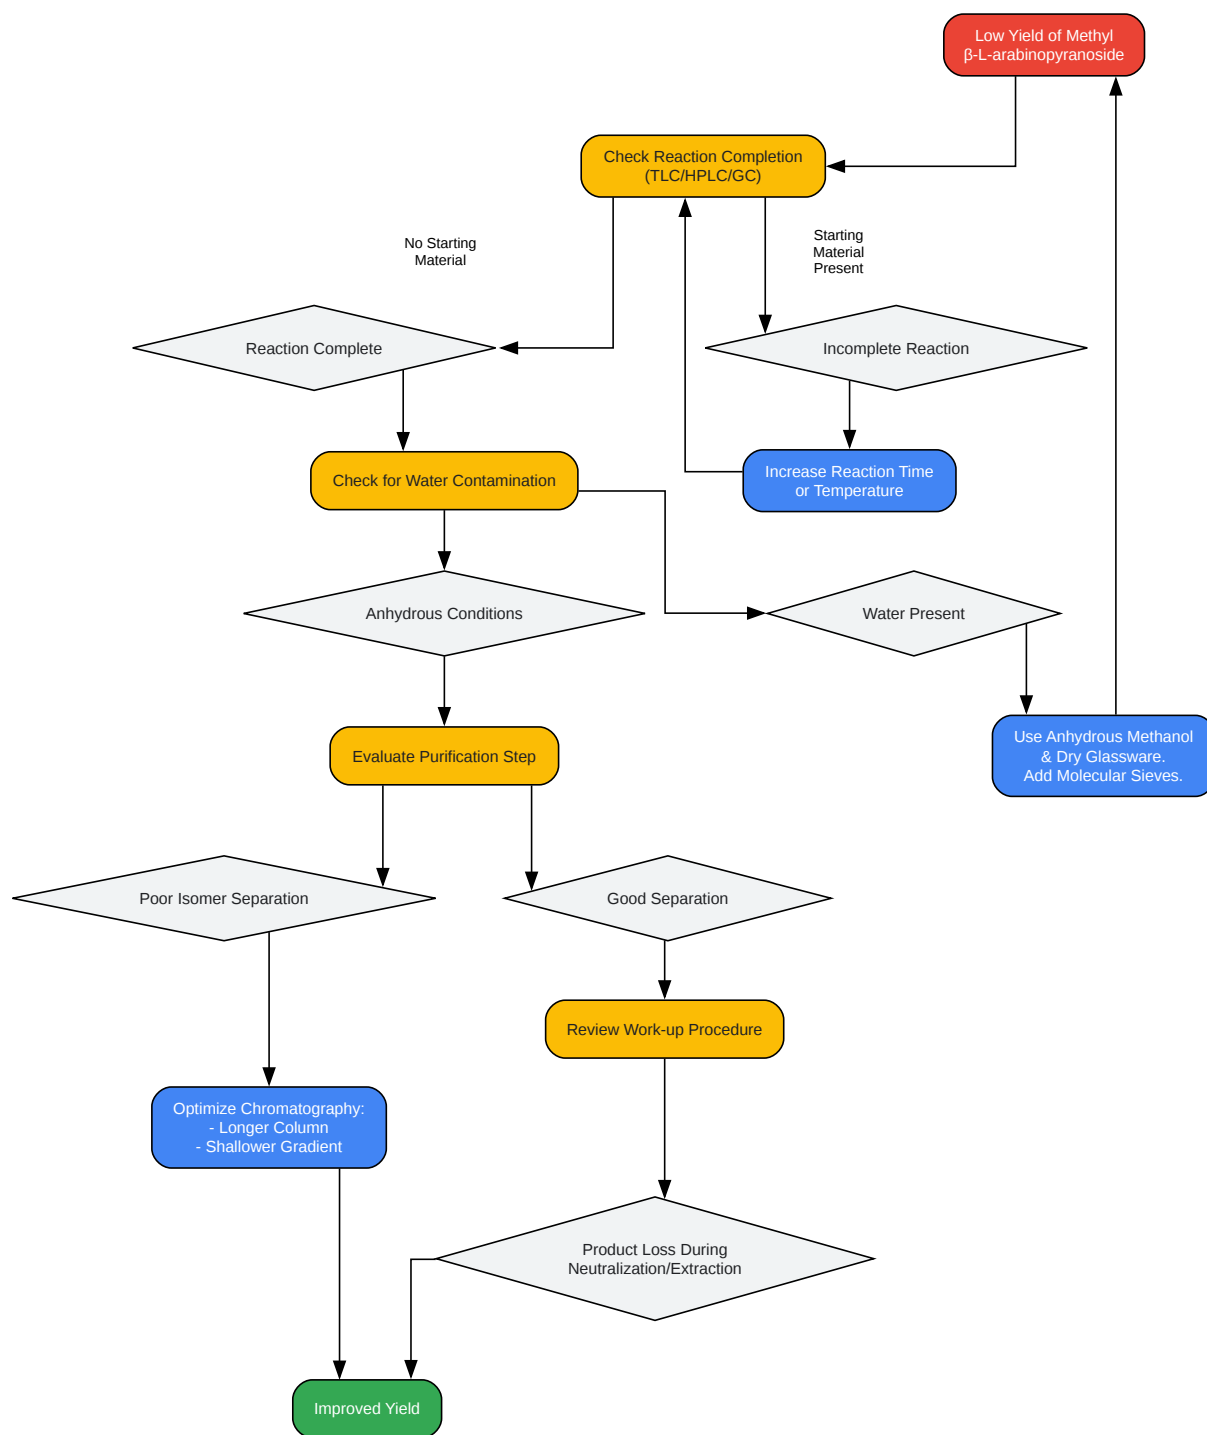 Low Yield of Methyl
β-L-arabinopyranoside
Check Reaction Completion
(TLC/HPLC/GC)
No Starting
Material
Starting
Material
Present
Reaction Complete
Incomplete Reaction
Check for Water Contamination
Increase Reaction Time
or Temperature
Anhydrous Conditions
Water Present
Evaluate Purification Step
Use Anhydrous Methanol
& Dry Glassware.
Add Molecular Sieves.
Poor Isomer Separation
Good Separation
Review Work-up Procedure
Optimize Chromatography:
- Longer Column
- Shallower Gradient
Product Loss During
Neutralization/Extraction
Improved Yield